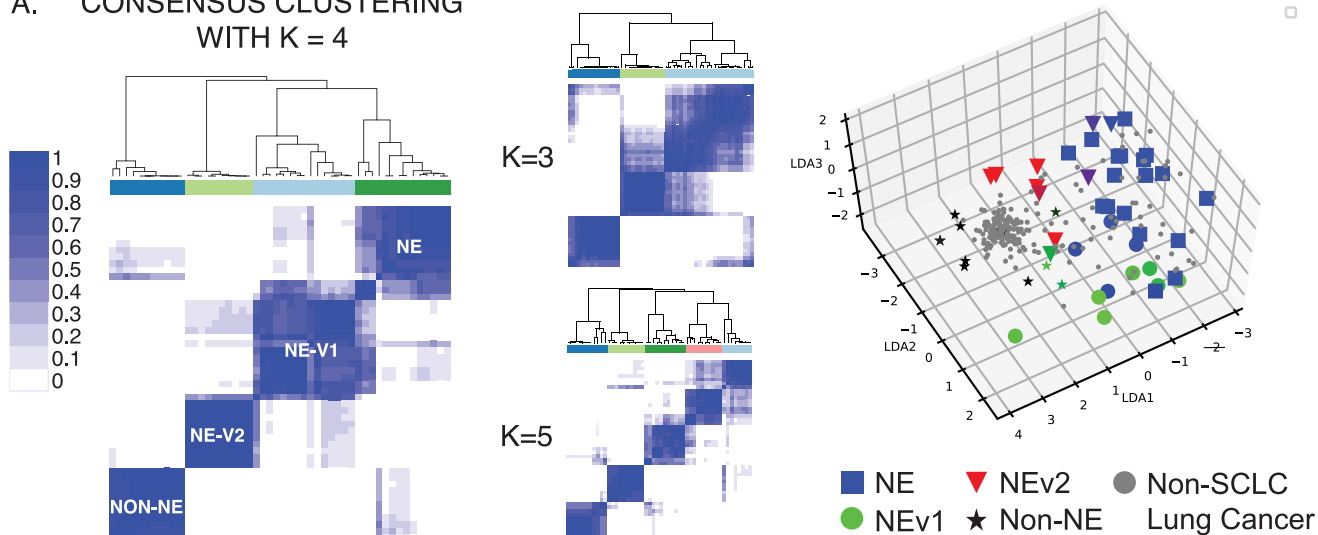 A. CONSENSUS CLUSTERING
WITH K = 4
1
0.9
0.8
0.7
0.6
0.5
0.4
0.3
0.2
0.1
0
NE
NE-V1
NE-V2
NON-NE
K=3
K=5
2
1
0
−1
−2
LDA3
−3
−2
−1
0
1
2
LDA2
4
3
2
1
0
−1
−2
−3
LDA1
NE
NEv2
Non-SCLC
NEv1
Non-NE
Lung Cancer